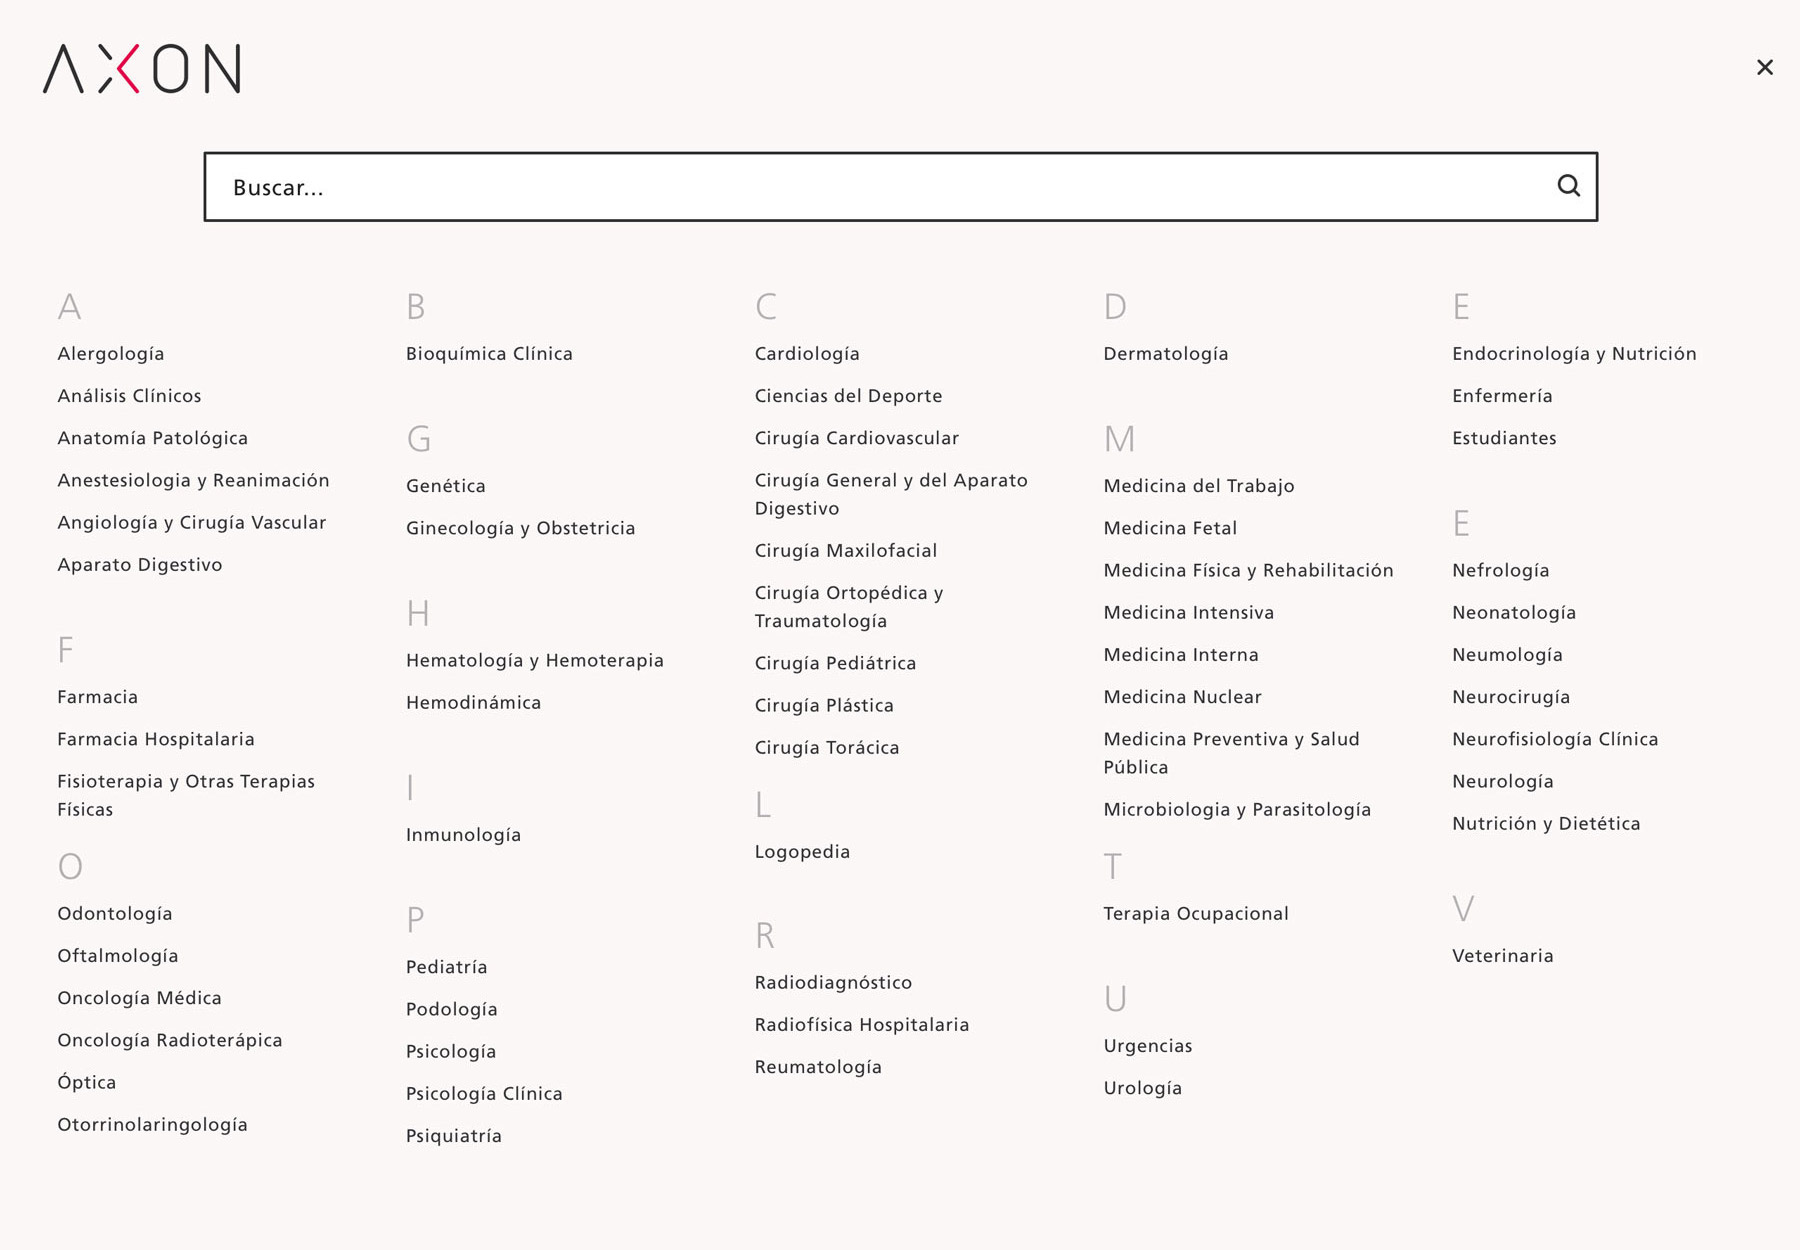 AXON
Buscar...
A
Alergología
Análisis Clínicos
Anatomía Patológica
Anestesiologia y Reanimación
Angiología y Cirugía Vascular
Aparato Digestivo
B
Bioquímica Clínica
C
Cardiología
Ciencias del Deporte
Cirugía Cardiovascular
Cirugía General y del Aparato
Digestivo
Cirugía Maxilofacial
Cirugía Ortopédica y
Traumatología
Cirugía Pediátrica
Cirugía Plástica
Cirugía Torácica
D
Dermatología
E
Endocrinología y Nutrición
Enfermería
Estudiantes
F
Farmacia
Farmacia Hospitalaria
Fisioterapia y Otras Terapias
Físicas
G
Genética
Ginecología y Obstetricia
H
Hematología y Hemoterapia
Hemodinámica
I
Inmunología
L
Logopedia
M
Medicina del Trabajo
Medicina Fetal
Medicina Física y Rehabilitación
Medicina Intensiva
Medicina Interna
Medicina Nuclear
Medicina Preventiva y Salud
Pública
Microbiologia y Parasitología
E
Nefrología
Neonatología
Neumología
Neurocirugía
Neurofisiología Clínica
Neurología
Nutrición y Dietética
O
Odontología
Oftalmología
Oncología Médica
Oncología Radioterápica
Óptica
Otorrinolaringología
P
Pediatría
Podología
Psicología
Psicología Clínica
Psiquiatría
R
Radiodiagnóstico
Radiofísica Hospitalaria
Reumatología
T
Terapia Ocupacional
U
Urgencias
Urología
V
Veterinaria